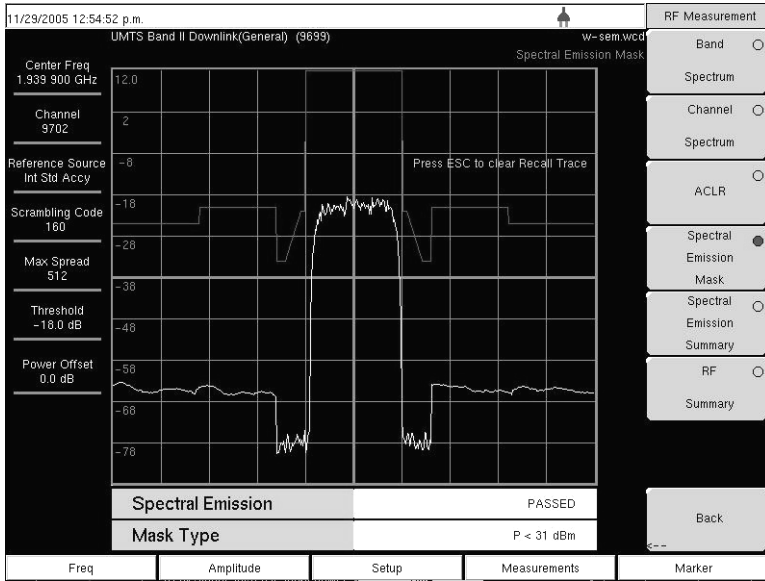 11/29/2005 12:54:52 p.m.
RF Measurement
UMTS Band II Downlink(General) (9699)
w-sem.wcd
Spectral Emission Mask
Center Freq
1.939 900 GHz
Channel
9702
Reference Source
Int Std Accy
Scrambling Code
160
Max Spread
512
Threshold
-18.0 dB
Power Offset
0.0 dB
12.0
2
-8
-18
-28
-38
-48
-58
-68
-78
Press ESC to clear Recall Trace
Spectral Emission
PASSED
Mask Type
P < 31 dBm
Band
Spectrum
Channel
Spectrum
ACLR
Spectral
Emission
Mask
Spectral
Emission
Summary
RF
Summary
Back
<--
Freq
Amplitude
Setup
Measurements
Marker